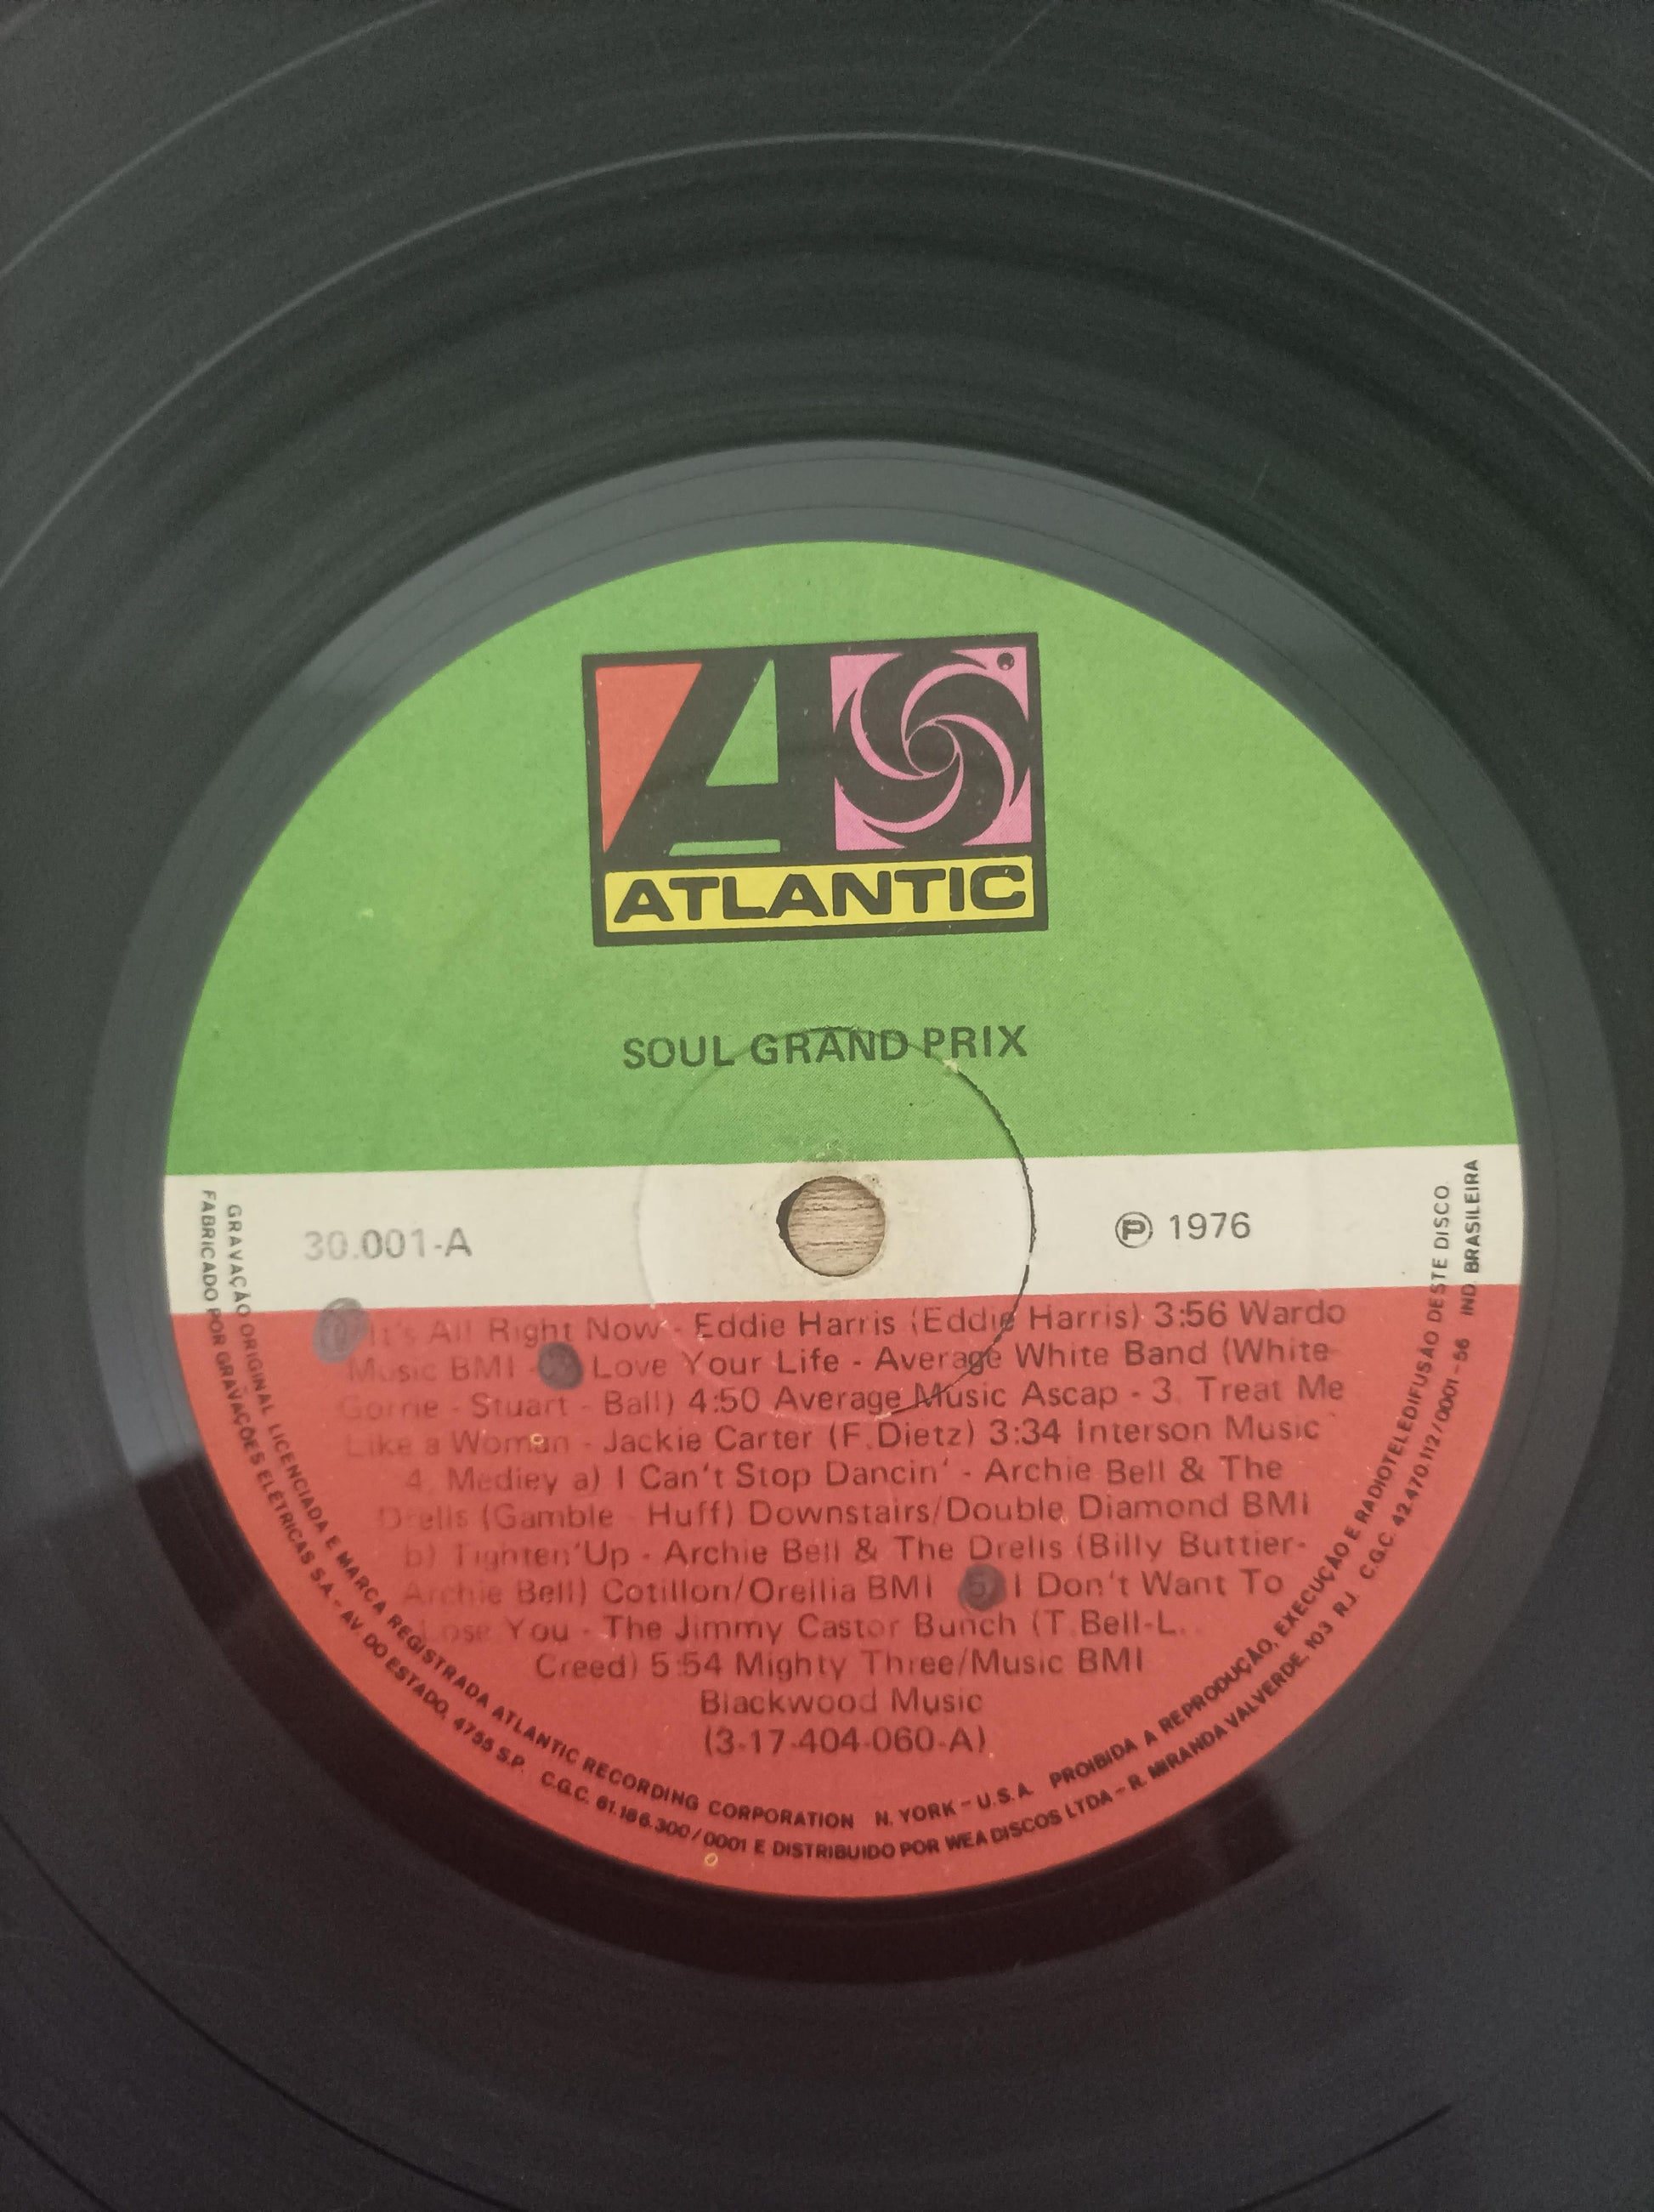 ATLANTIC
SOUL GRAND PRIX
30.001-A
Ⓟ 1976
1. It's All Right Now - Eddie Harris (Eddie Harris) 3:56 Wardo
Music BMI - Love Your Life - Average White Band (White-
Gorrie - Stuart - Ball) 4:50 Average Music Ascap - 3. Treat Me
Like a Woman - Jackie Carter (F. Dietz) 3:34 Interson Music
4. Medley a) I Can't Stop Dancin' - Archie Bell & The
Drells (Gamble - Huff) Downstairs/Double Diamond BMI
b) Tighten'Up - Archie Bell & The Drells (Billy Buttier-
Archie Bell) Cotillon/Oreilia BMI 5. I Don't Want To
Lose You - The Jimmy Castor Bunch (T. Bell-L.
Creed) 5:54 Mighty Three/Music BMI
Blackwood Music
(3-17-404-060-A)
GRAVAÇÃO ORIGINAL LICENCIADA E MARCA REGISTRADA ATLANTIC RECORDING CORPORATION N. YORK - U.S.A. PROIBIDA A REPRODUÇÃO, EXECUÇÃO E RADIOTELEDIFUSÃO DESTE DISCO.
FABRICADO POR GRAVAÇÕES ELÉTRICAS S.A. - AV. DO ESTADO, 4755 S.P. C.G.C. 61.186.300/0001 E DISTRIBUIDO POR WEA DISCOS LTDA - R. MIRANDA VALVERDE, 103 RJ C.G.C. 42.470.112/0001-56 IND. BRASILEIRA